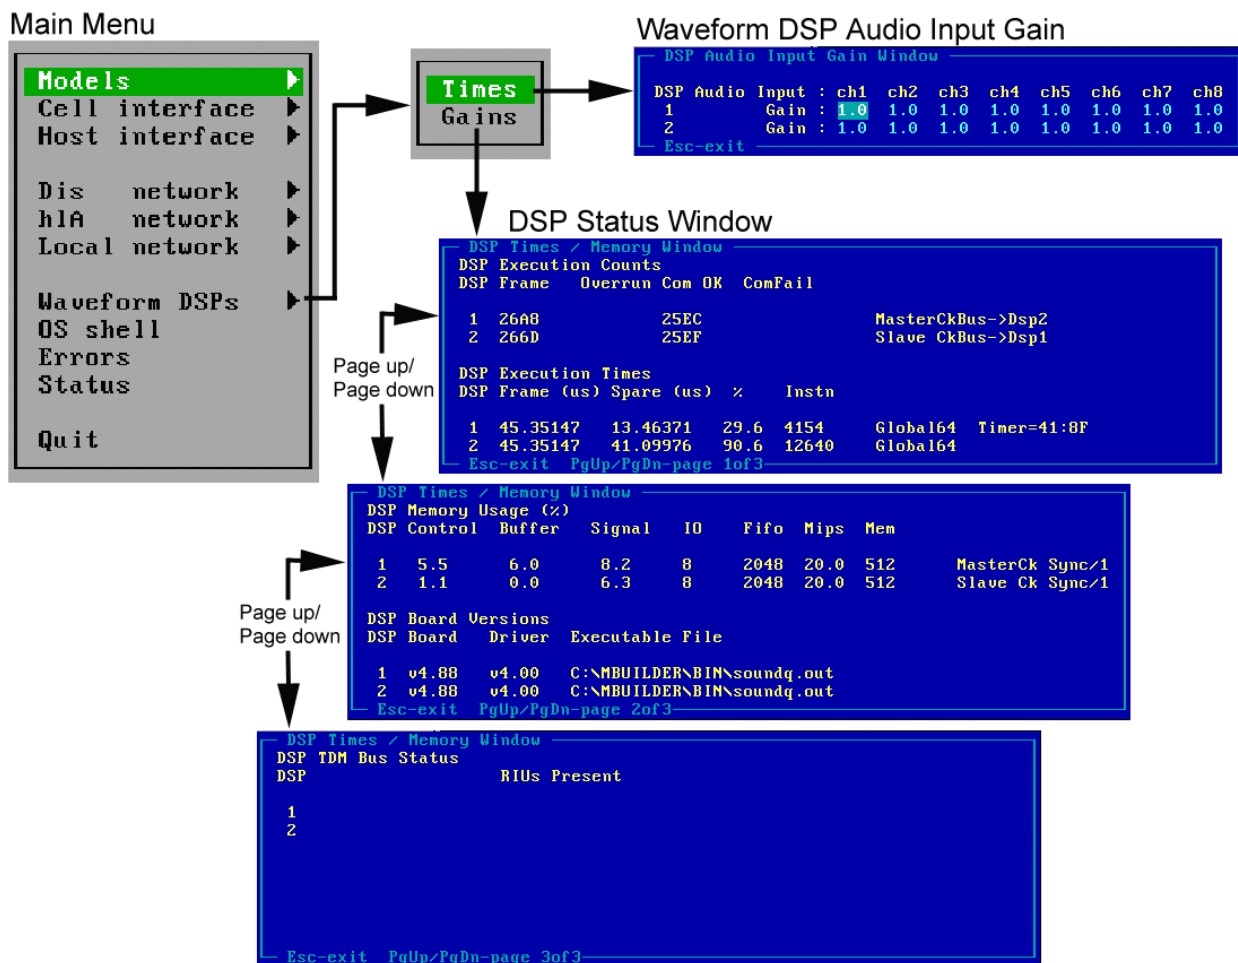 Main Menu
Models
Cell interface
Host interface
Dis network
hlA network
Local network
Waveform DSPs
OS shell
Errors
Status
Quit
Times
Gains
Waveform DSP Audio Input Gain
DSP Audio Input Gain Window
DSP Audio Input : ch1 ch2 ch3 ch4 ch5 ch6 ch7 ch8
1 Gain : 1.0 1.0 1.0 1.0 1.0 1.0 1.0 1.0
2 Gain : 1.0 1.0 1.0 1.0 1.0 1.0 1.0 1.0
Esc-exit
DSP Status Window
DSP Times / Memory Window
DSP Execution Counts
DSP Frame Overrun Com OK ComFail
1 26A8 25EC MasterCkBus->Dsp2
2 266D 25EF Slave CkBus->Dsp1
DSP Execution Times
DSP Frame (us) Spare (us) % Instn
1 45.35147 13.46371 29.6 4154 Global64 Timer=41:8F
2 45.35147 41.09976 90.6 12640 Global64
Esc-exit PgUp/PgDn-page 1of3
Page up/
Page down
DSP Times / Memory Window
DSP Memory Usage (%)
DSP Control Buffer Signal IO Fifo Mips Mem
1 5.5 6.0 8.2 8 2048 20.0 512 MasterCk Sync/1
2 1.1 0.0 6.3 8 2048 20.0 512 Slave Ck Sync/1
DSP Board Versions
DSP Board Driver Executable File
1 v4.88 v4.00 C:\MBUILDER\BIN\soundq.out
2 v4.88 v4.00 C:\MBUILDER\BIN\soundq.out
Esc-exit PgUp/PgDn-page 2of3
Page up/
Page down
DSP Times / Memory Window
DSP TDM Bus Status
DSP RIUs Present
1
2
Esc-exit PgUp/PgDn-page 3of3